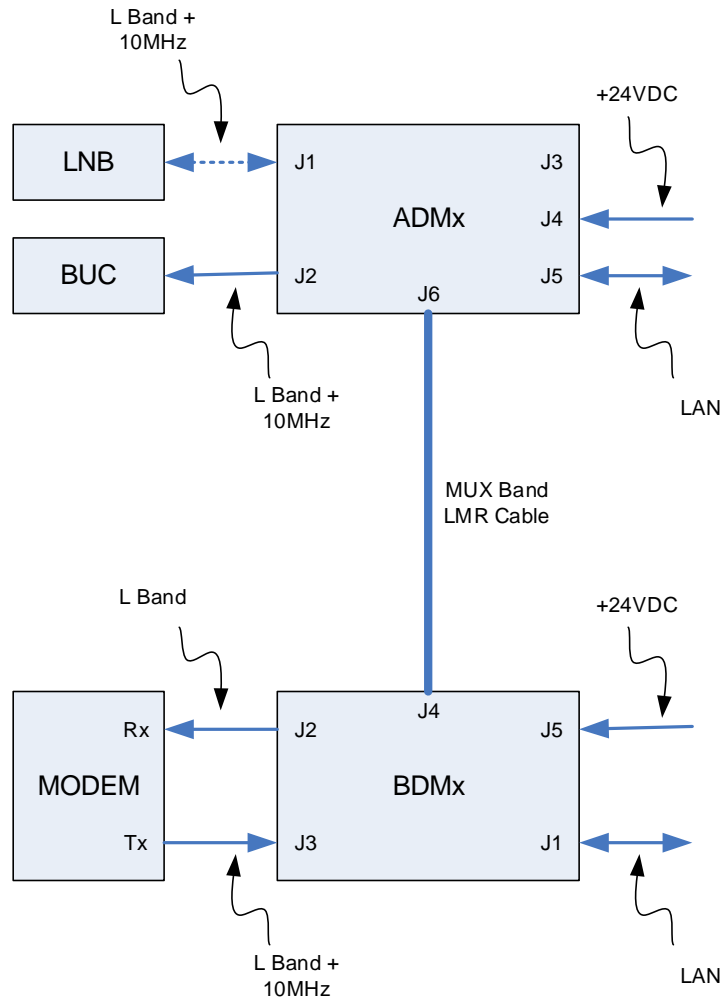 L Band +
10MHz
+24VDC
LNB
J1
J3
ADMx
J4
BUC
J2
J5
J6
L Band +
10MHz
LAN
MUX Band
LMR Cable
L Band
+24VDC
J4
Rx
J2
J5
MODEM
BDMx
Tx
J3
J1
L Band +
10MHz
LAN